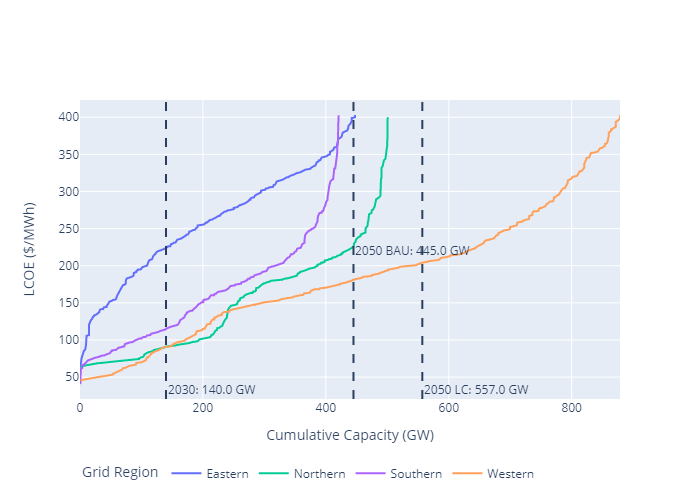 400
350
300
250
200
150
100
50
LCOE ($/MWh)
2050 BAU: 445.0 GW
2030: 140.0 GW
2050 LC: 557.0 GW
0
200
400
600
800
Cumulative Capacity (GW)
Grid Region
Eastern
Northern
Southern
Western